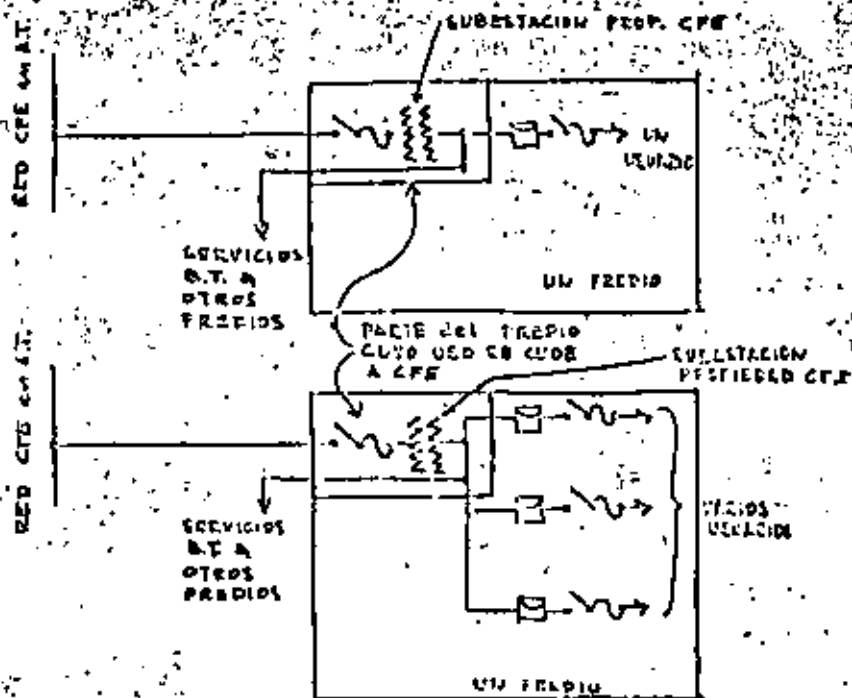 SUBESTACION PROP. CFE
RED CFE en A.T.
UN
USUARIO
SERVICIOS
B.T. A
OTROS
PREDIOS
UN PREDIO
PARTE del PREDIO
CUYO USO SE CEDE
A CFE
SUBESTACION
PROPIEDAD CFE
RED CFE en A.T.
SERVICIOS
B.T. A
OTROS
PREDIOS
VARIOS
USUARIOS
UN PREDIO